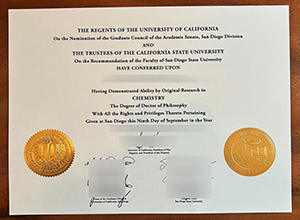 THE REGENTS OF THE UNIVERSITY OF CALIFORNIA
On the Nomination of the Graduate Council of the Academic Senate, San Diego Division
AND
THE TRUSTEES OF THE CALIFORNIA STATE UNIVERSITY
On the Recommendation of the Faculty of San Diego State University
HAVE CONFERRED UPON
Having Demonstrated Ability by Original Research in
CHEMISTRY
The Degree of Doctor of Philosophy
With All the Rights and Privileges Thereto Pertaining
Given at San Diego this Ninth Day of September in the Year